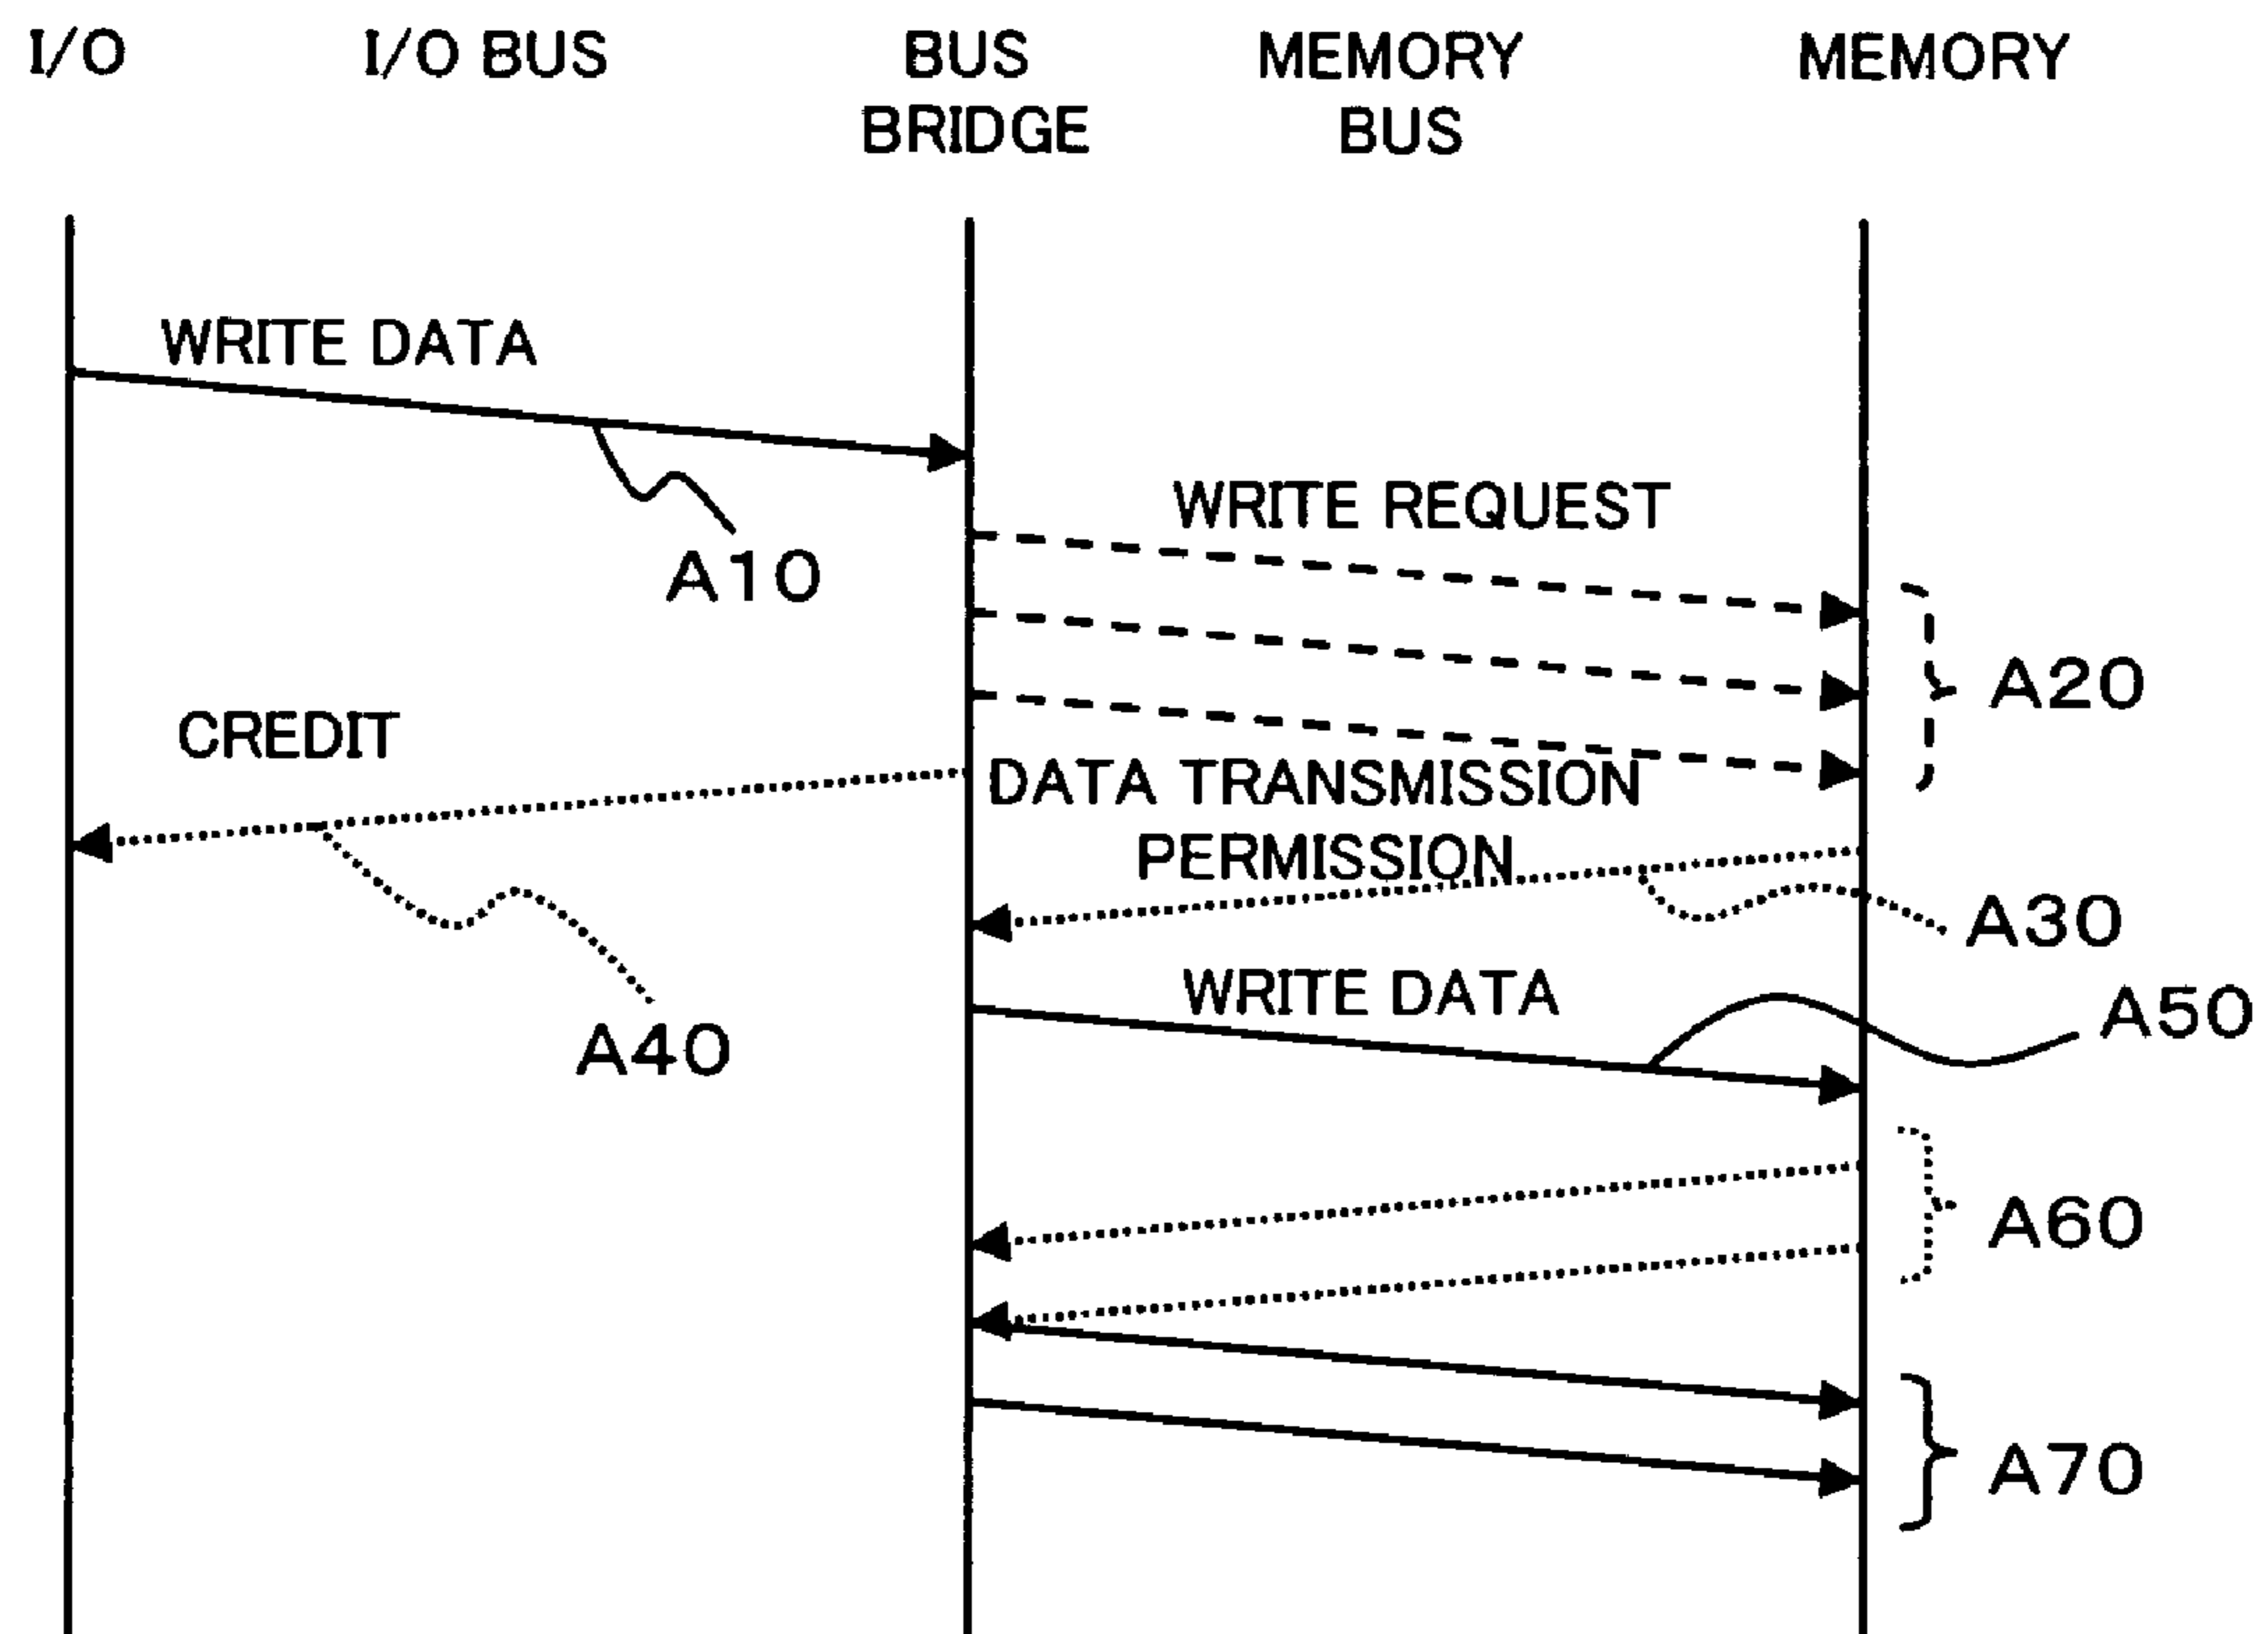 I/O
I/O BUS
BUS
BRIDGE
MEMORY
BUS
MEMORY
WRITE DATA
A10
WRITE REQUEST
A20
CREDIT
DATA TRANSMISSION
PERMISSION
A30
A40
WRITE DATA
A50
A60
A70